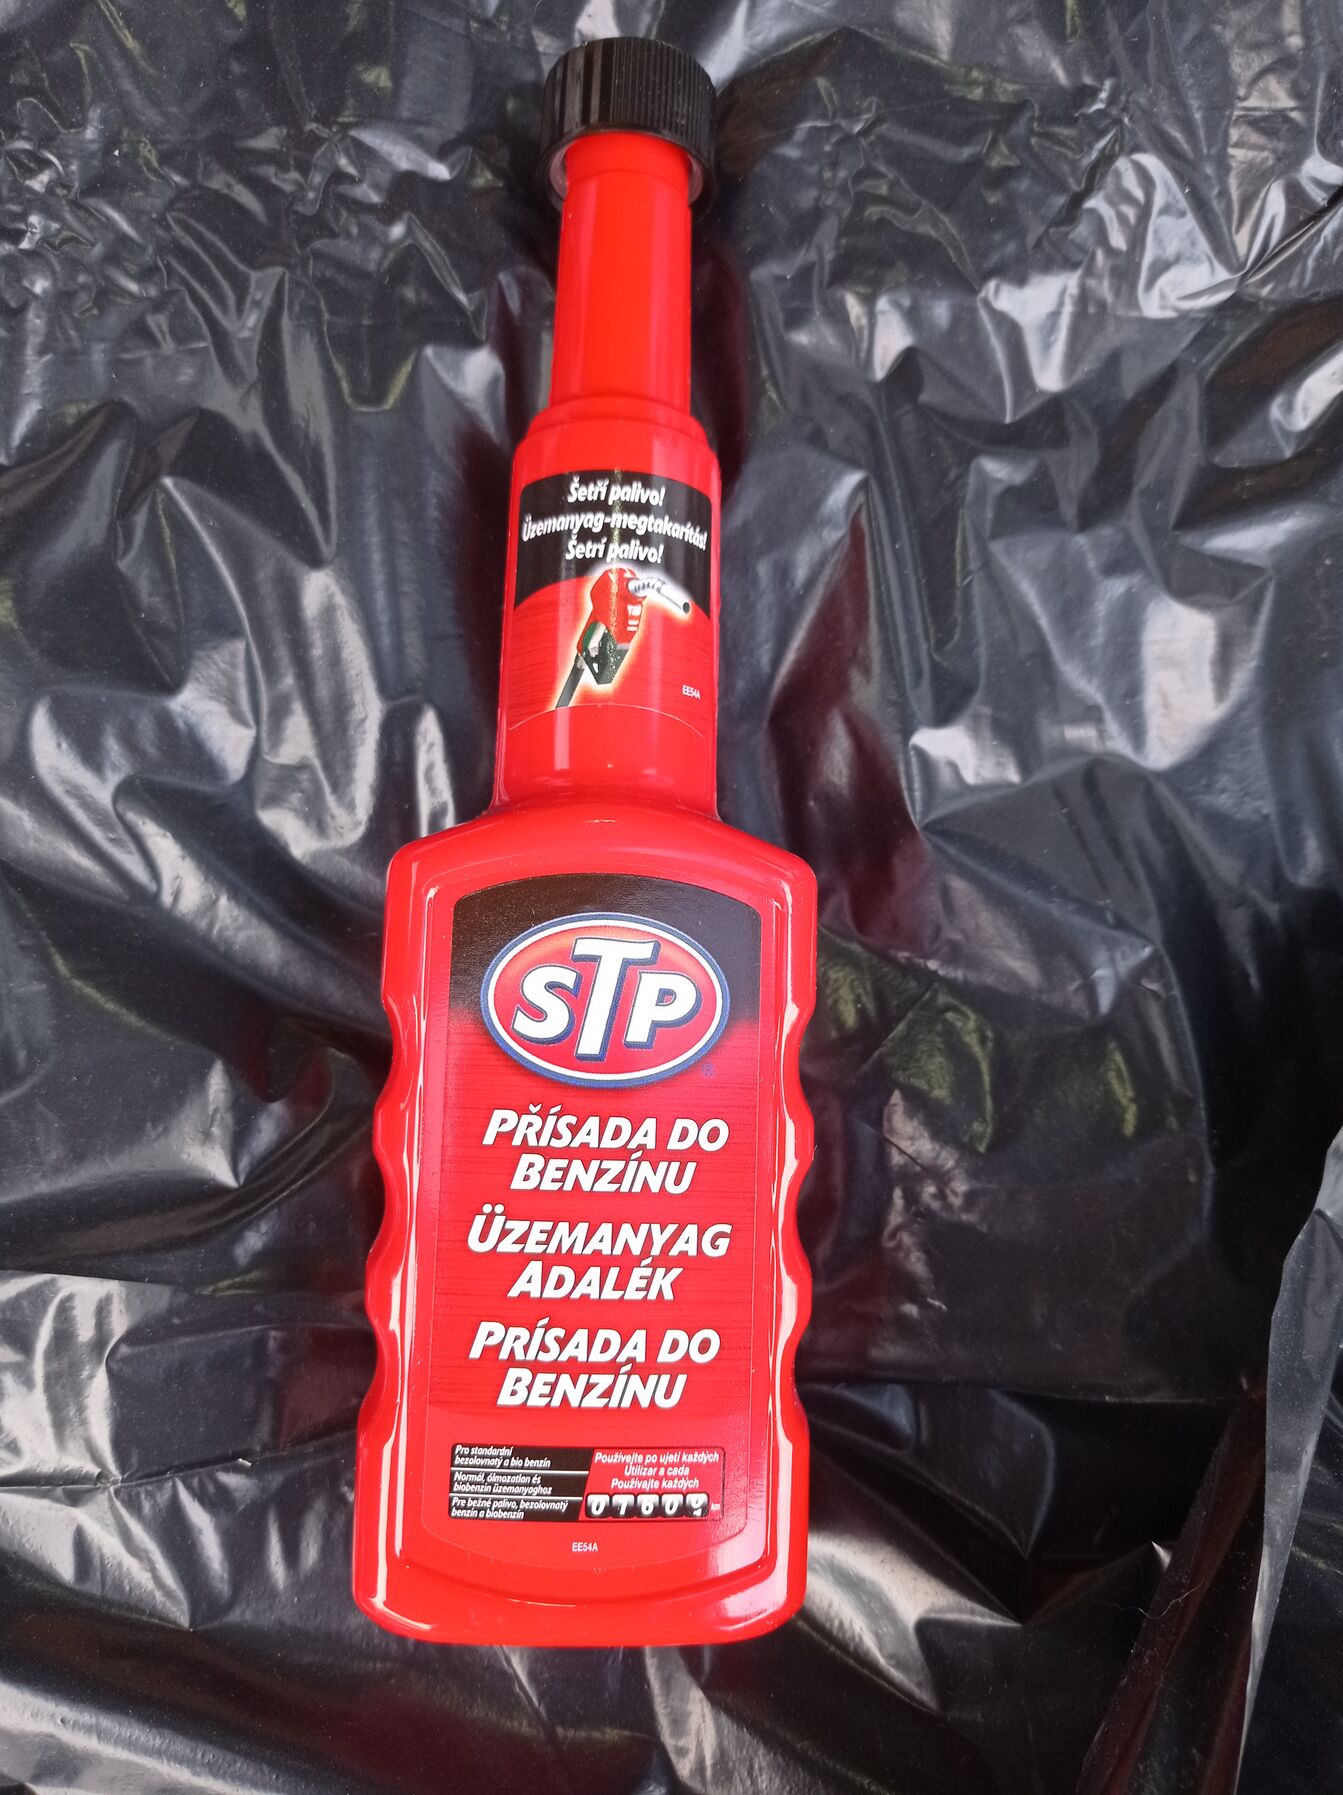 Šetří palivo!
Üzemanyag-megtakarítás!
Šetrí palivo!
EE54A
STP
®
PŘÍSADA DO
BENZÍNU
ÜZEMANYAG
ADALÉK
PRÍSADA DO
BENZÍNU
Pro standardní
bezolovnatý a bio benzín
Normál, ólmozatlan és
biobenzin üzemanyaghoz
Pre bežné palivo, bezolovnatý
benzín a biobenzín
Používejte po ujetí každých
Utilizar a cada
Používajte každých
km
EE54A